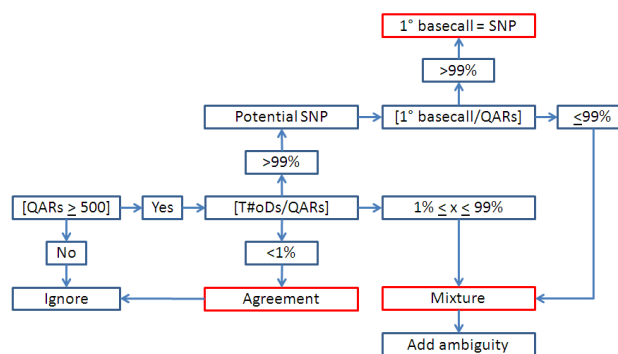 1° basecall = SNP
>99%
Potential SNP
[1° basecall/QARs]
≤99%
>99%
[QARs ≥ 500]
Yes
[T#oDs/QARs]
1% ≤ x ≤ 99%
No
<1%
Ignore
Agreement
Mixture
Add ambiguity